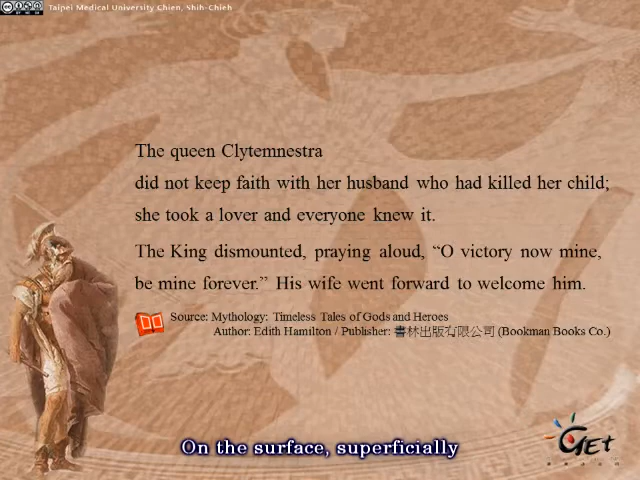 Taipei Medical University Chien, Shih-Chieh
The queen Clytemnestra
did not keep faith with her husband who had killed her child;
she took a lover and everyone knew it.
The King dismounted, praying aloud, “O victory now mine,
be mine forever.” His wife went forward to welcome him.
Source: Mythology: Timeless Tales of Gods and Heroes
Author: Edith Hamilton / Publisher: 書林出版有限公司 (Bookman Books Co.)
On the surface, superficially
GET